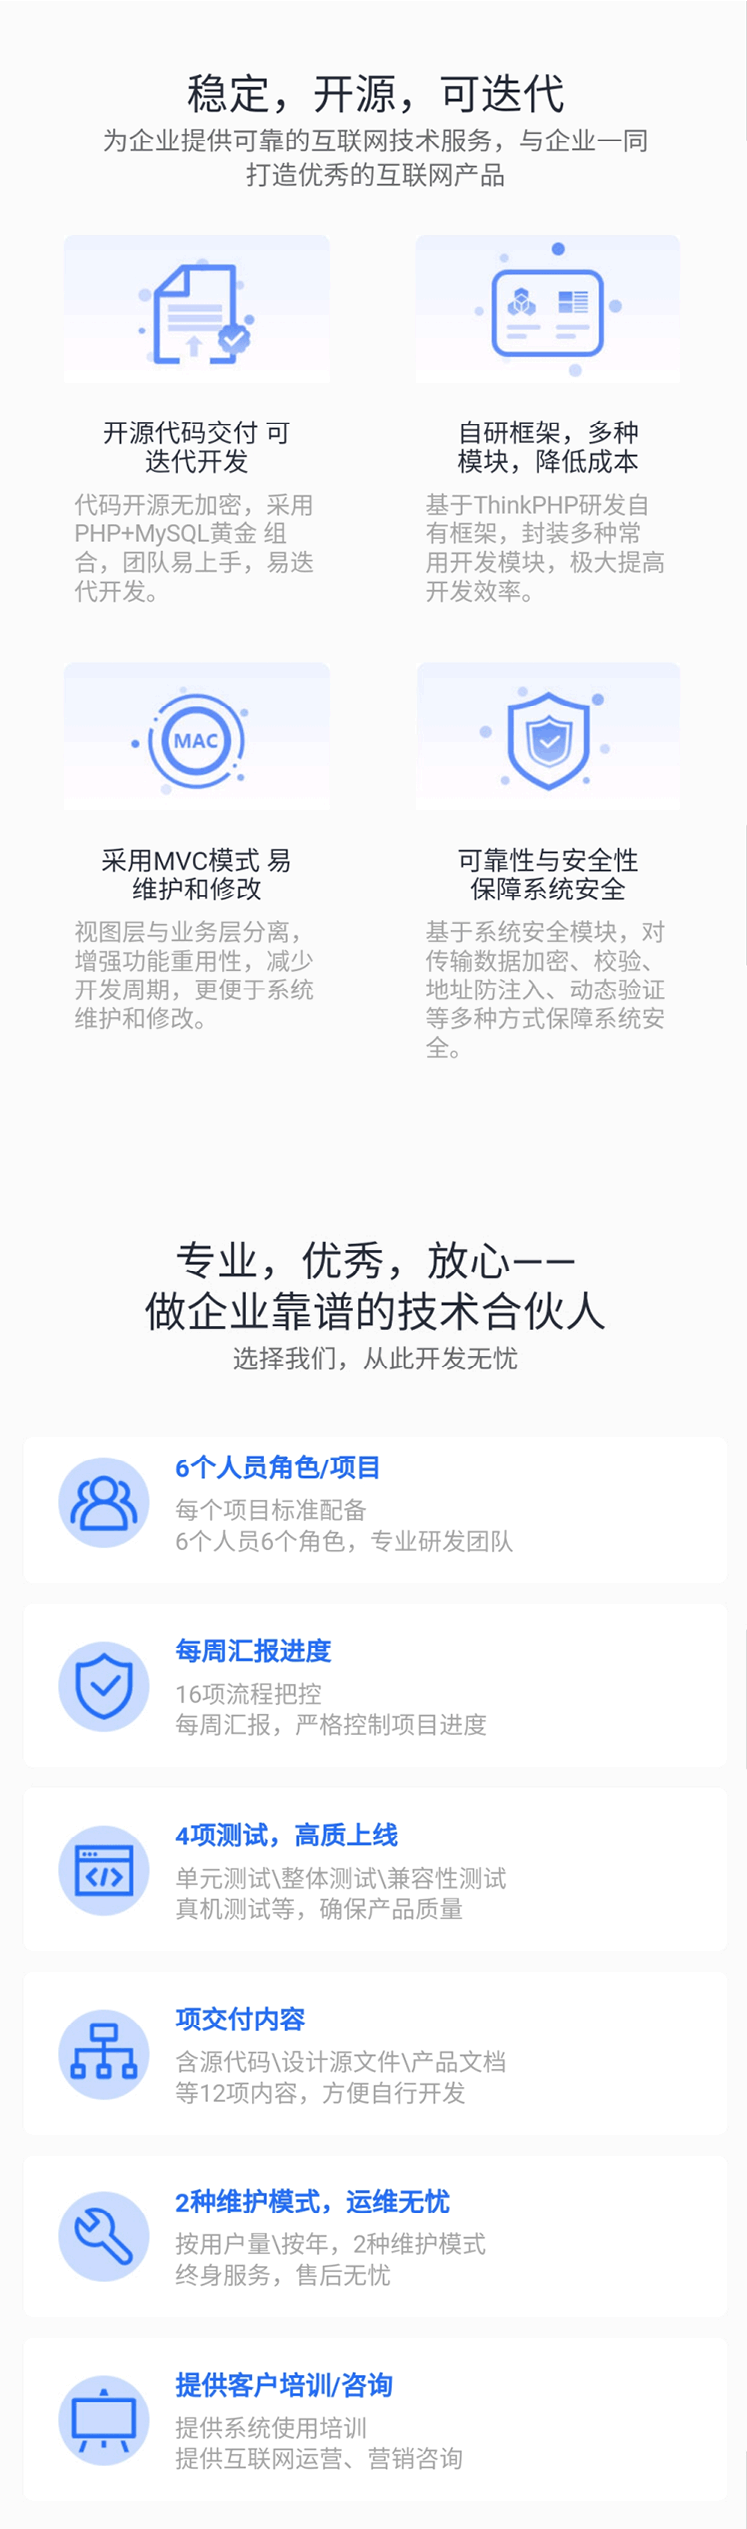 稳定，开源，可迭代
为企业提供可靠的互联网技术服务，与企业一同
打造优秀的互联网产品
开源代码交付 可
迭代开发
代码开源无加密，采用
PHP+MySQL黄金 组
合，团队易上手，易迭
代开发。
自研框架，多种
模块，降低成本
基于ThinkPHP研发自
有框架，封装多种常
用开发模块，极大提高
开发效率。
MAC
采用MVC模式 易
维护和修改
视图层与业务层分离，
增强功能重用性，减少
开发周期，更便于系统
维护和修改。
可靠性与安全性
保障系统安全
基于系统安全模块，对
传输数据加密、校验、
地址防注入、动态验证
等多种方式保障系统安
全。
专业，优秀，放心——
做企业靠谱的技术合伙人
选择我们，从此开发无忧
6个人员角色/项目
每个项目标准配备
6个人员6个角色，专业研发团队
每周汇报进度
16项流程把控
每周汇报，严格控制项目进度
4项测试，高质上线
单元测试\整体测试\兼容性测试
真机测试等，确保产品质量
项交付内容
含源代码\设计源文件\产品文档
等12项内容，方便自行开发
2种维护模式，运维无忧
按用户量\按年，2种维护模式
终身服务，售后无忧
提供客户培训/咨询
提供系统使用培训
提供互联网运营、营销咨询